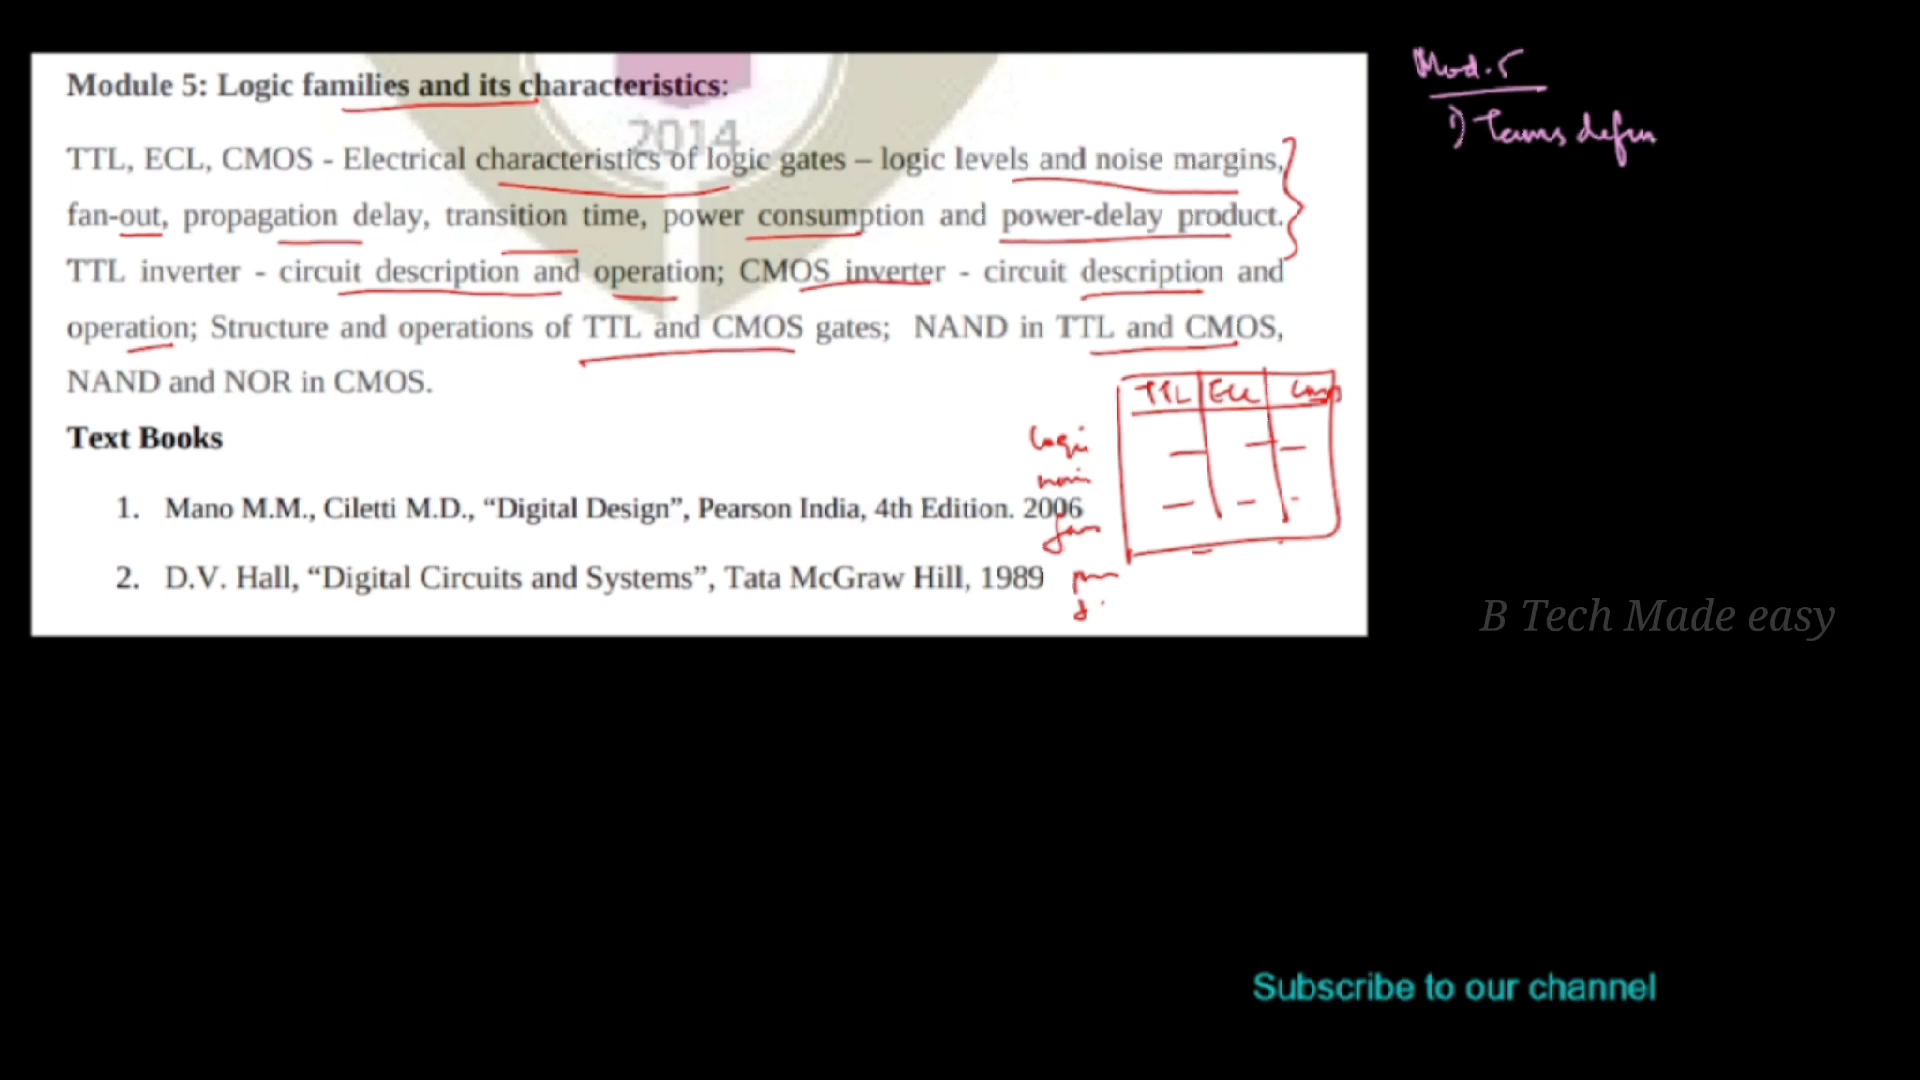 Module 5: Logic families and its characteristics:
2014
TTL, ECL, CMOS - Electrical characteristics of logic gates – logic levels and noise margins,
fan-out, propagation delay, transition time, power consumption and power-delay product.
TTL inverter - circuit description and operation; CMOS inverter - circuit description and
operation; Structure and operations of TTL and CMOS gates; NAND in TTL and CMOS,
NAND and NOR in CMOS.
Text Books
1. Mano M.M., Ciletti M.D., “Digital Design”, Pearson India, 4th Edition. 2006
2. D.V. Hall, “Digital Circuits and Systems”, Tata McGraw Hill, 1989
TTL ECL
Mod. 5
1) Terms
B Tech Made easy
Subscribe to our channel